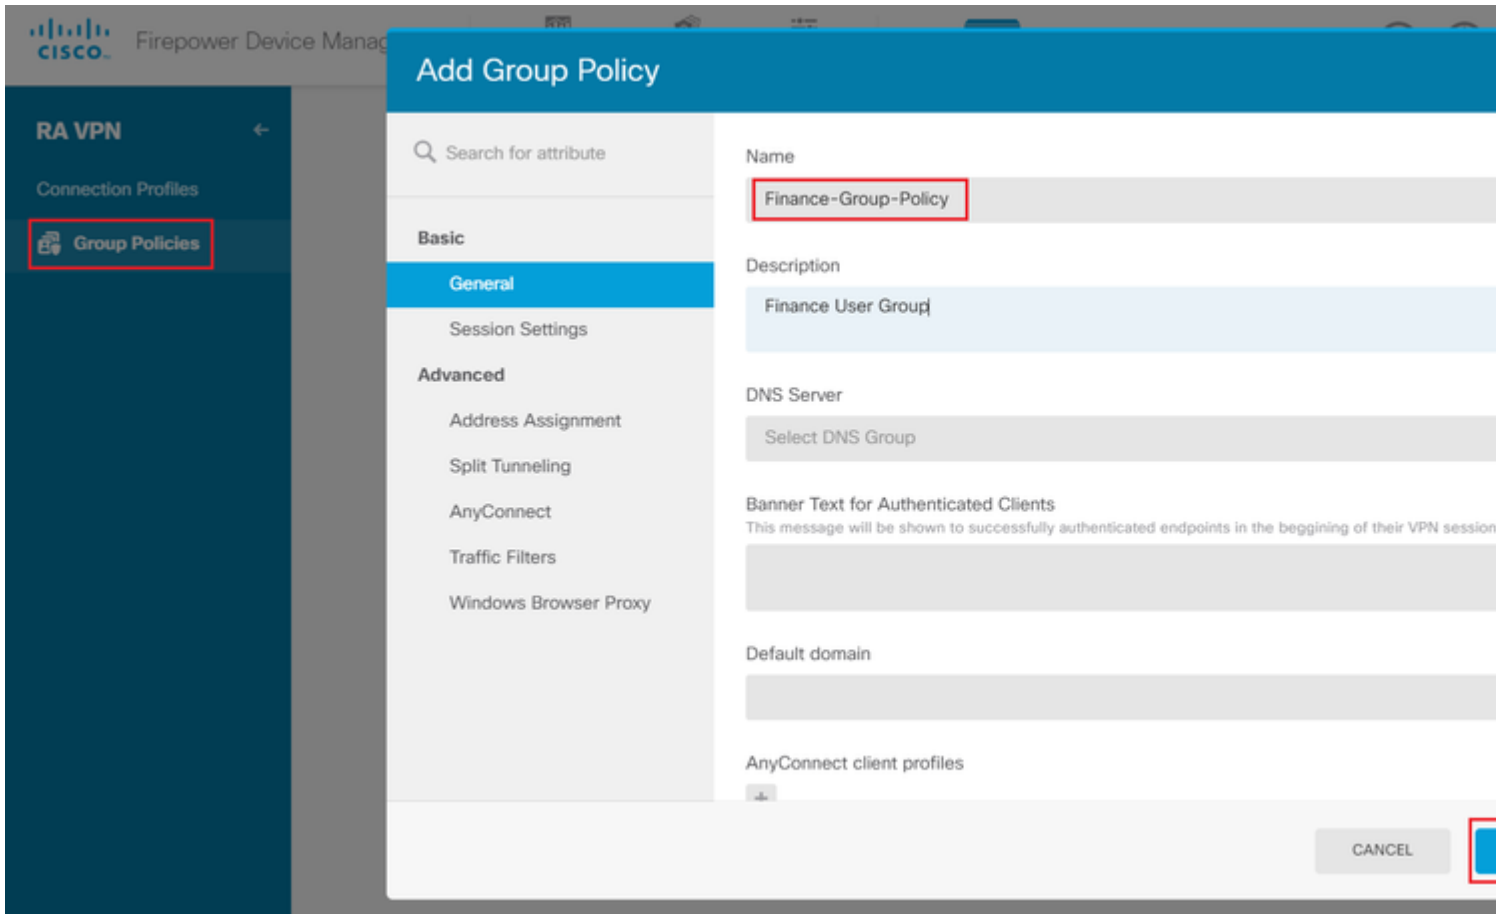 CISCO
Firepower Device Manag
Add Group Policy
RA VPN
Connection Profiles
Group Policies
Search for attribute
Basic
General
Session Settings
Advanced
Address Assignment
Split Tunneling
AnyConnect
Traffic Filters
Windows Browser Proxy
Name
Finance-Group-Policy
Description
Finance User Group
DNS Server
Select DNS Group
Banner Text for Authenticated Clients
This message will be shown to successfully authenticated endpoints in the beggining of their VPN session
Default domain
AnyConnect client profiles
+
CANCEL